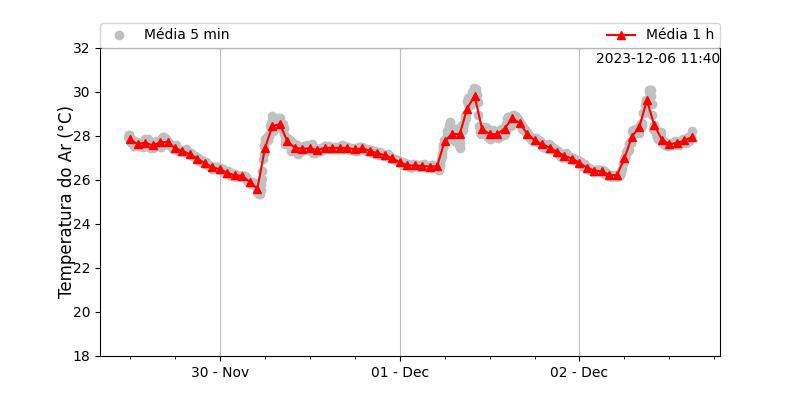 Média 5 min
Média 1 h
2023-12-06 11:40
Temperatura do Ar (°C)
32
30
28
26
24
22
20
18
30 - Nov
01 - Dec
02 - Dec